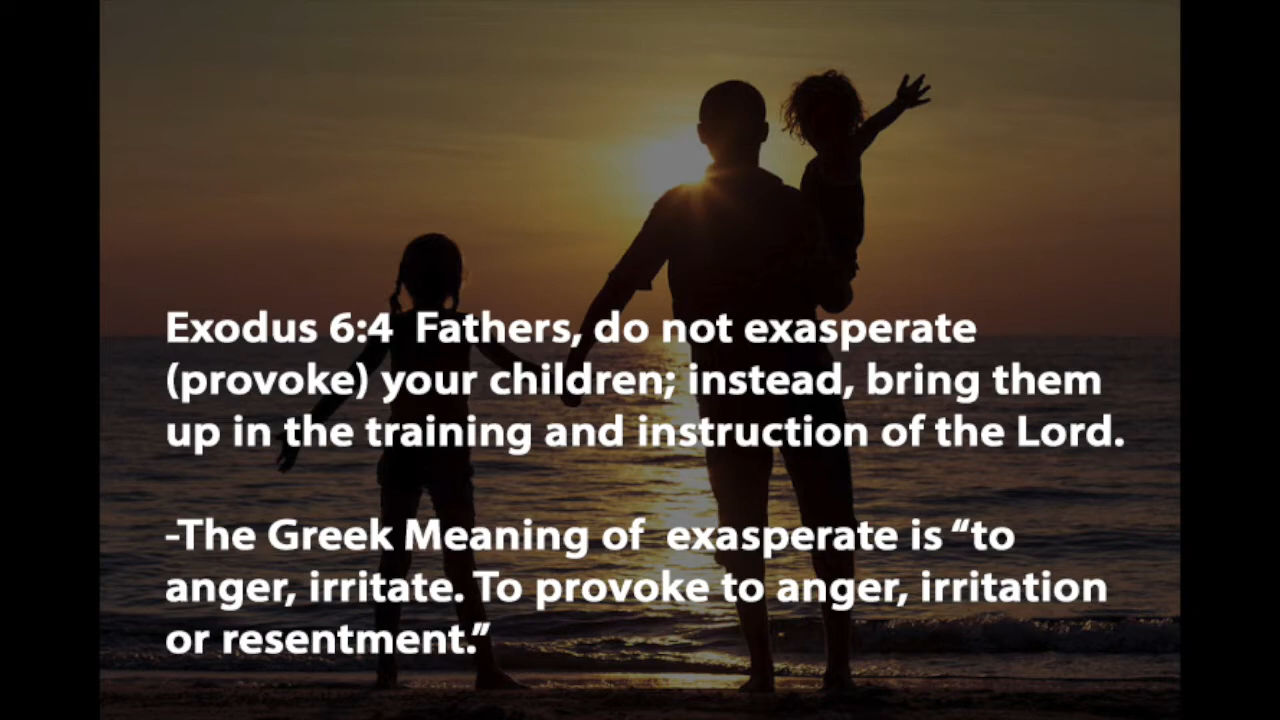 Exodus 6:4  Fathers, do not exasperate
(provoke) your children; instead, bring them
up in the training and instruction of the Lord.
-The Greek Meaning of  exasperate is “to
anger, irritate. To provoke to anger, irritation
or resentment.”